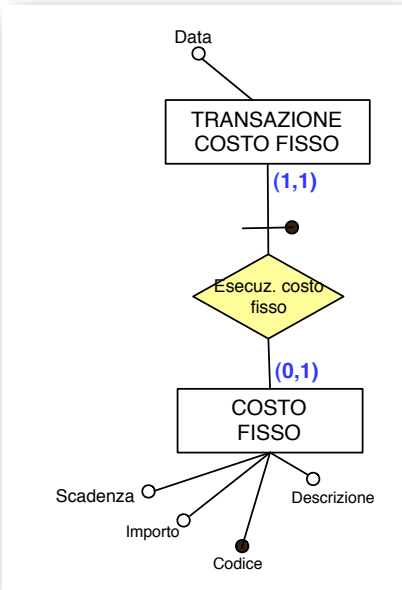 Data
TRANSAZIONE
COSTO FISSO
(1,1)
Esecuz. costo
fisso
(0,1)
COSTO
FISSO
Scadenza
Descrizione
Importo
Codice